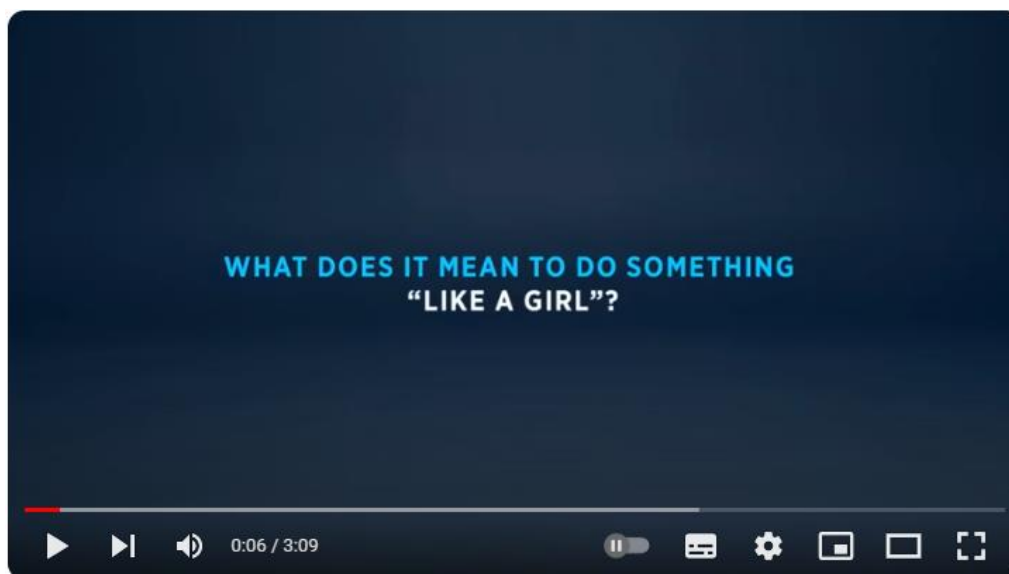 WHAT DOES IT MEAN TO DO SOMETHING
“LIKE A GIRL”?
0:06 / 3:09